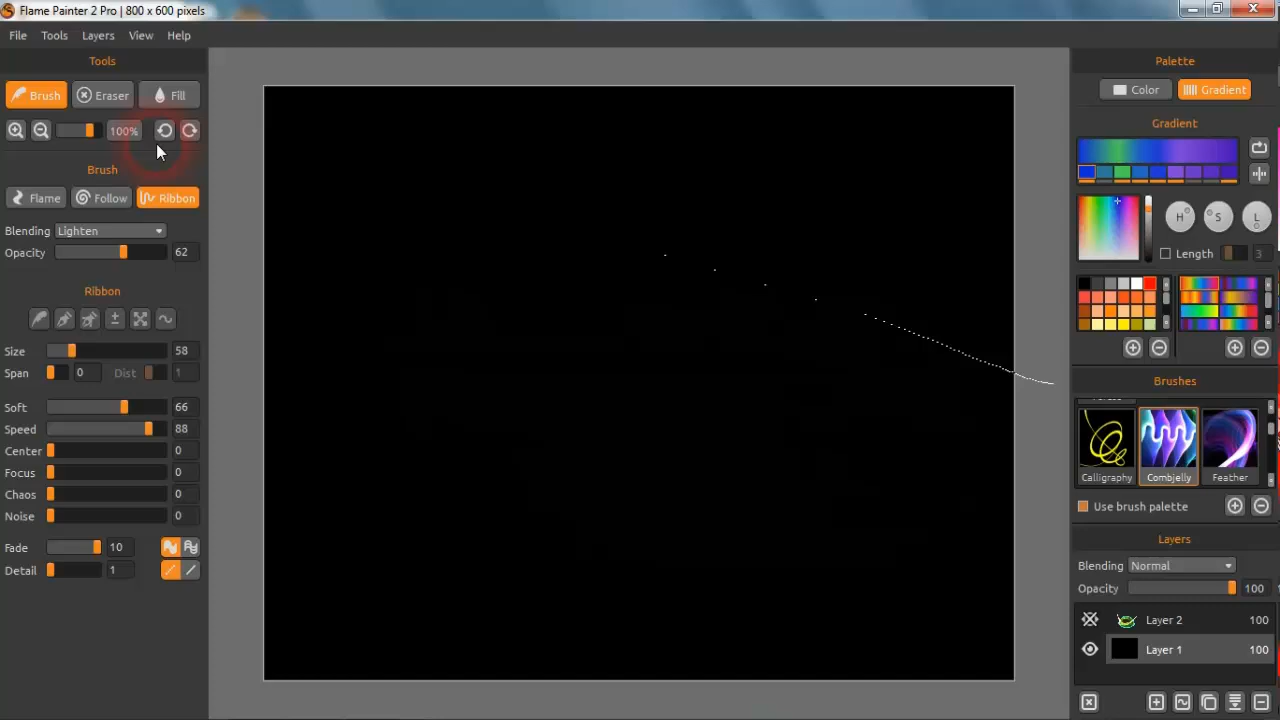 Flame Painter 2 Pro | 800 x 600 pixels
File Tools Layers View Help
Tools
Brush Eraser Fill
100%
Brush
Flame Follow Ribbon
Blending Lighten
Opacity 62
Ribbon
Size 58
Span 0 Dist 1
Soft 66
Speed 88
Center 0
Focus 0
Chaos 0
Noise 0
Fade 10
Detail 1
Palette
Color Gradient
Gradient
H S L
Length 3
Brushes
Calligraphy Combjelly Feather
Use brush palette
Layers
Blending Normal
Opacity 100
Layer 2 100
Layer 1 100